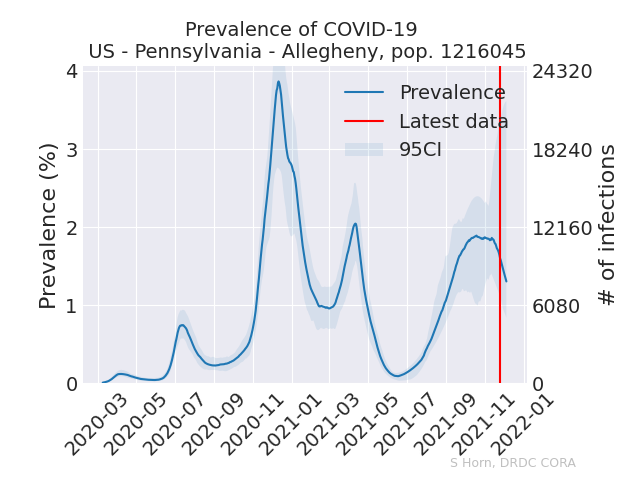 Prevalence of COVID-19
US - Pennsylvania - Allegheny, pop. 1216045
Prevalence (%)
4
3
2
1
0
24320
18240
12160
6080
0
# of infections
Prevalence
Latest data
95CI
2020-03
2020-05
2020-07
2020-09
2020-11
2021-01
2021-03
2021-05
2021-07
2021-09
2021-11
2022-01
S Horn, DRDC CORA